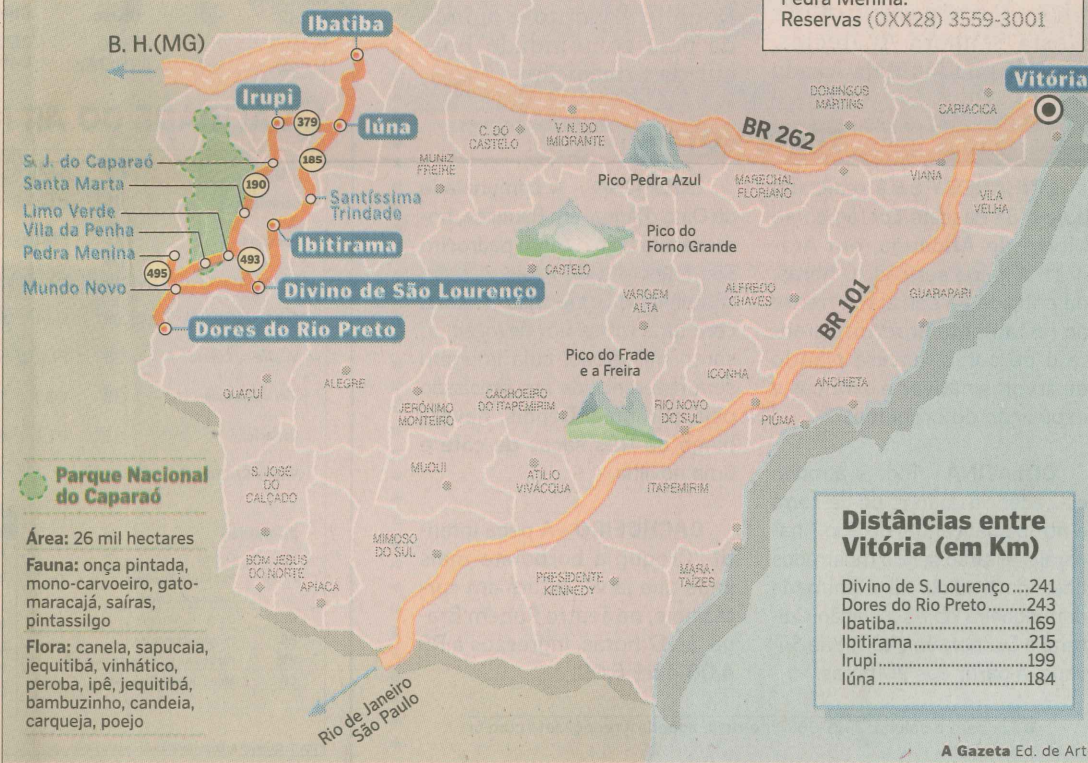 Pedra Menina.
Reservas (0XX28) 3559-3001
Ibatiba
B. H.(MG)
Vitória
Irupi
379
Iúna
DOMINGOS
MARTINS
CARIACICA
C. DO
CASTELO
V. N. DO
IMIGRANTE
BR 262
S. J. do Caparaó
185
MUNIZ
FREIRE
Pico Pedra Azul
MARECHAL
FLORIANO
VIANA
VILA
VELHA
Santa Marta
190
Santíssima
Trindade
Limo Verde
Vila da Penha
Pedra Menina
Ibitirama
493
495
Pico do
Forno Grande
CASTELO
Mundo Novo
Divino de São Lourenço
VARGEM
ALTA
ALFREDO
CHAVES
GUARAPARI
BR 101
Dores do Rio Preto
Pico do Frade
e a Freira
GUAÇUÍ
ALEGRE
JERÔNIMO
MONTEIRO
CACHOEIRO
DO ITAPEMIRIM
ICONHA
ANCHIETA
RIO NOVO
DO SUL
PIÚMA
Parque Nacional
do Caparaó
S. JOSE
DO
CALÇADO
MUQUI
ATÍLIO
VIVACQUA
ITAPEMIRIM
Área: 26 mil hectares
Fauna: onça pintada,
mono-carvoeiro, gato-
maracajá, saíras,
pintassilgo
Flora: canela, sapucaia,
jequitibá, vinhático,
peroba, ipê, jequitibá,
bambuzinho, candeia,
carqueja, poejo
MIMOSO
DO SUL
BOM JESUS
DO NORTE
APIACA
PRESIDENTE
KENNEDY
MARA-
TAÍZES
Rio de Janeiro
São Paulo
Distâncias entre
Vitória (em Km)
Divino de S. Lourenço....241
Dores do Rio Preto.......243
Ibatiba........................169
Ibitirama.....................215
Irupi............................199
Iúna............................184
A Gazeta Ed. de Art